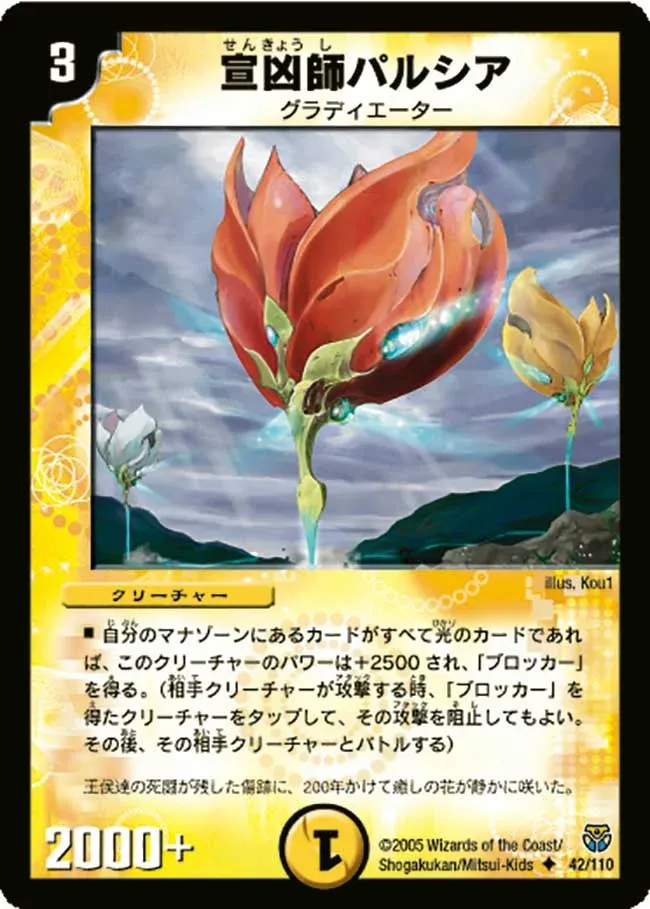 3
せんきょう し
宣凶師パルシア
グラディエーター
illus. Kou1
クリーチャー
■ 自分のマナゾーンにあるカードがすべて光のカードであれ
ば、このクリーチャーのパワーは+2500 され、「ブロッカー」
を得る。(相手クリーチャーが攻撃する時、「ブロッカー」を
得たクリーチャーをタップして、その攻撃を阻止してもよい。
その後、その相手クリーチャーとバトルする)
王侯達の死闘が残した傷跡に、200年かけて癒しの花が静かに咲いた。
2000+
1
©2005 Wizards of the Coast/
Shogakukan/Mitsui-Kids ◆ 42/110